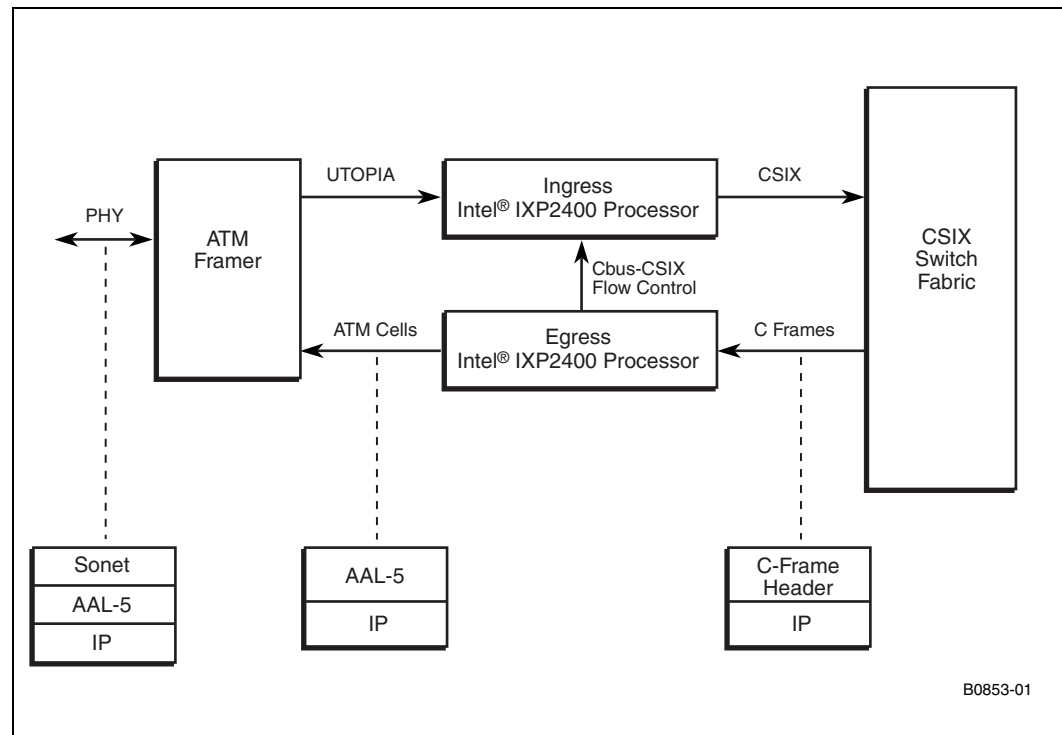 PHY
ATM
Framer
UTOPIA
Ingress
Intel® IXP2400 Processor
CSIX
Cbus-CSIX
Flow Control
ATM Cells
Egress
Intel® IXP2400 Processor
C Frames
CSIX
Switch
Fabric
Sonet
AAL-5
IP
AAL-5
IP
C-Frame
Header
IP
B0853-01